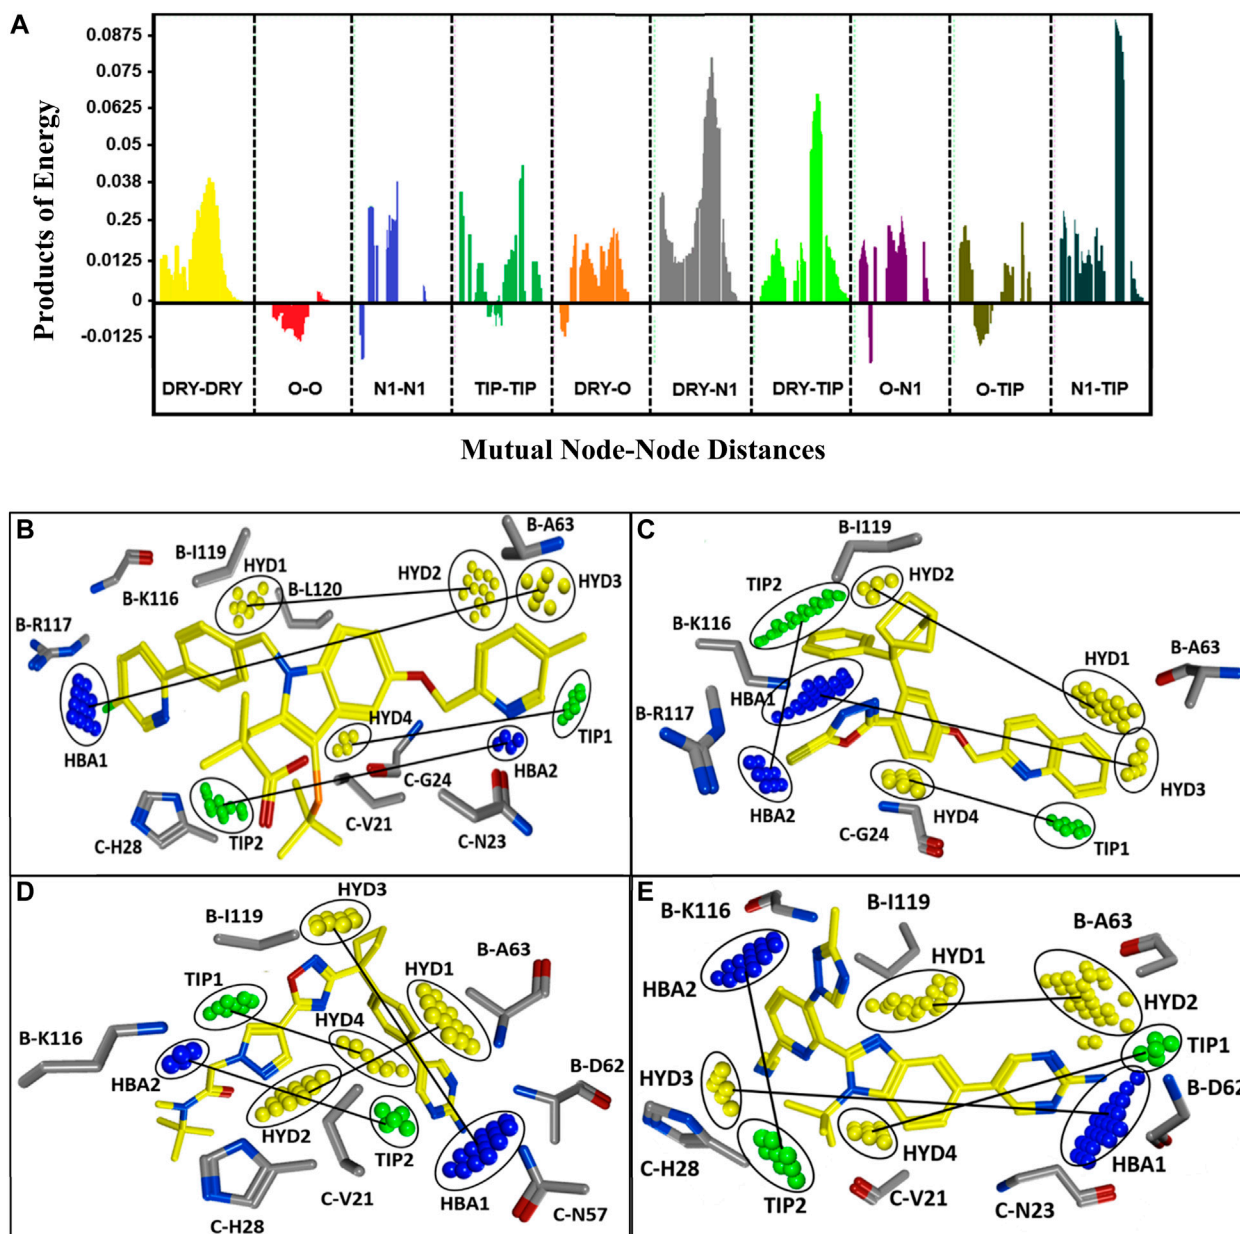 A
Products of Energy
0.0875
0.075
0.0625
0.05
0.038
0.25
0.0125
0
-0.0125
DRY-DRY O-O N1-N1 TIP-TIP DRY-O DRY-N1 DRY-TIP O-N1 O-TIP N1-TIP
Mutual Node-Node Distances
B
B-A63
B-I119
HYD1
HYD2
HYD3
B-K116
B-L120
B-R117
HYD4
HBA1
TIP1
HBA2
C-G24
C-H28
TIP2
C-V21
C-N23
C
B-I119
TIP2
HYD2
B-K116
HYD1
B-A63
HBA1
B-R117
HYD3
HBA2
HYD4
C-G24
TIP1
D
HYD3
B-I119
TIP1
HYD1
B-A63
HYD4
B-K116
B-D62
HBA2
HYD2
TIP2
C-V21
HBA1
C-H28
C-N57
E
B-K116
B-I119
B-A63
HYD1
HBA2
HYD2
TIP1
HYD3
B-D62
C-H28
HYD4
HBA1
TIP2
C-V21
C-N23